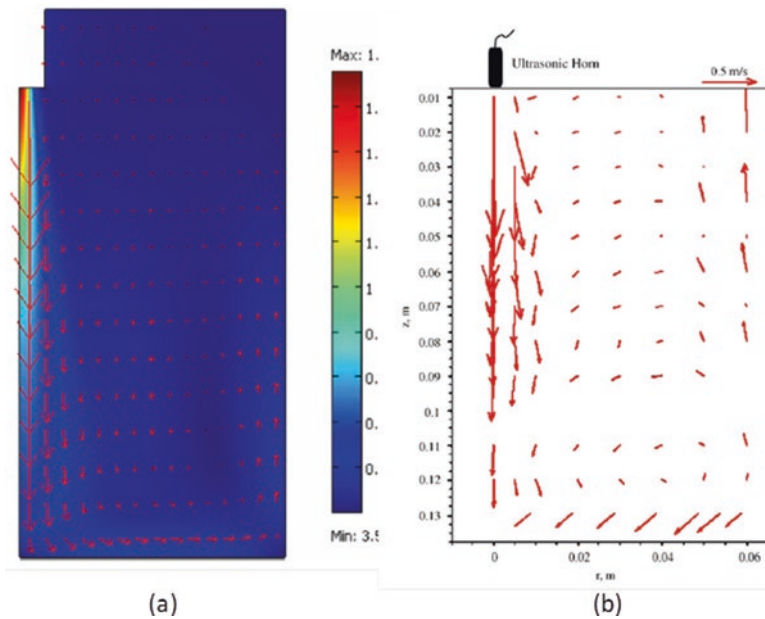 Max: 1.
1.
1.
1.
1.
1.
0.
0.
0.
0.
Min: 3.5
(a)
Ultrasonic Horn
0.5 m/s
0.01
0.02
0.03
0.04
0.05
0.06
0.07
0.08
0.09
0.1
0.11
0.12
0.13
z, m
0 0.02 0.04 0.06
r, m
(b)